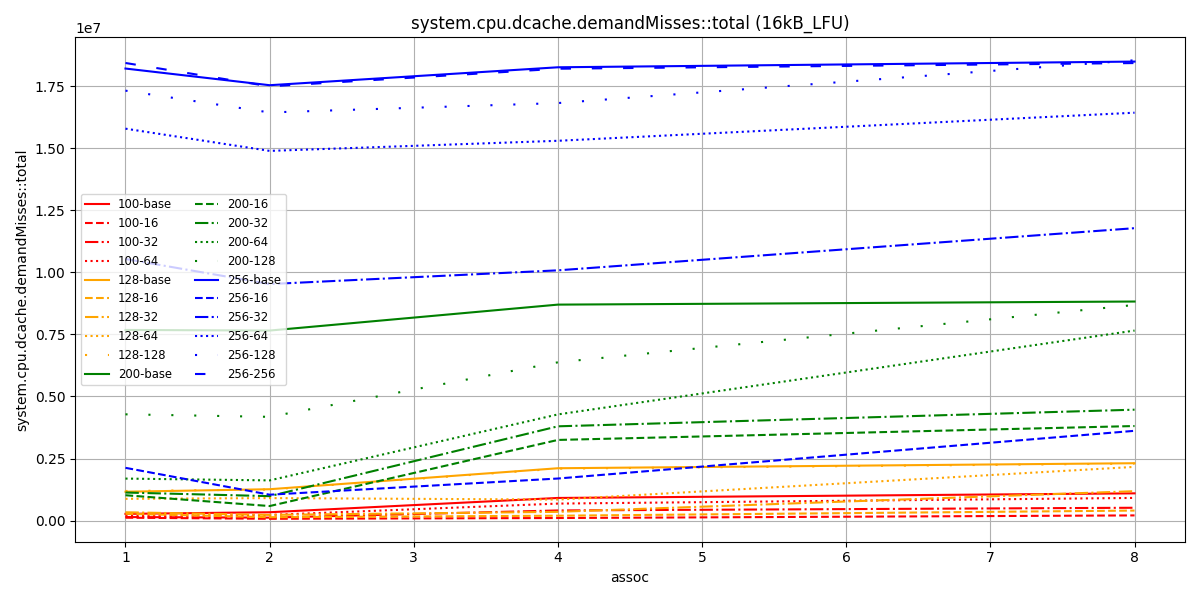 system.cpu.dcache.demandMisses::total (16kB_LFU)
1e7
system.cpu.dcache.demandMisses::total
1.75
1.50
1.25
1.00
0.75
0.50
0.25
0.00
100-base
100-16
100-32
100-64
128-base
128-16
128-32
128-64
128-128
200-base
200-16
200-32
200-64
200-128
256-base
256-16
256-32
256-64
256-128
256-256
1 2 3 4 5 6 7 8
assoc